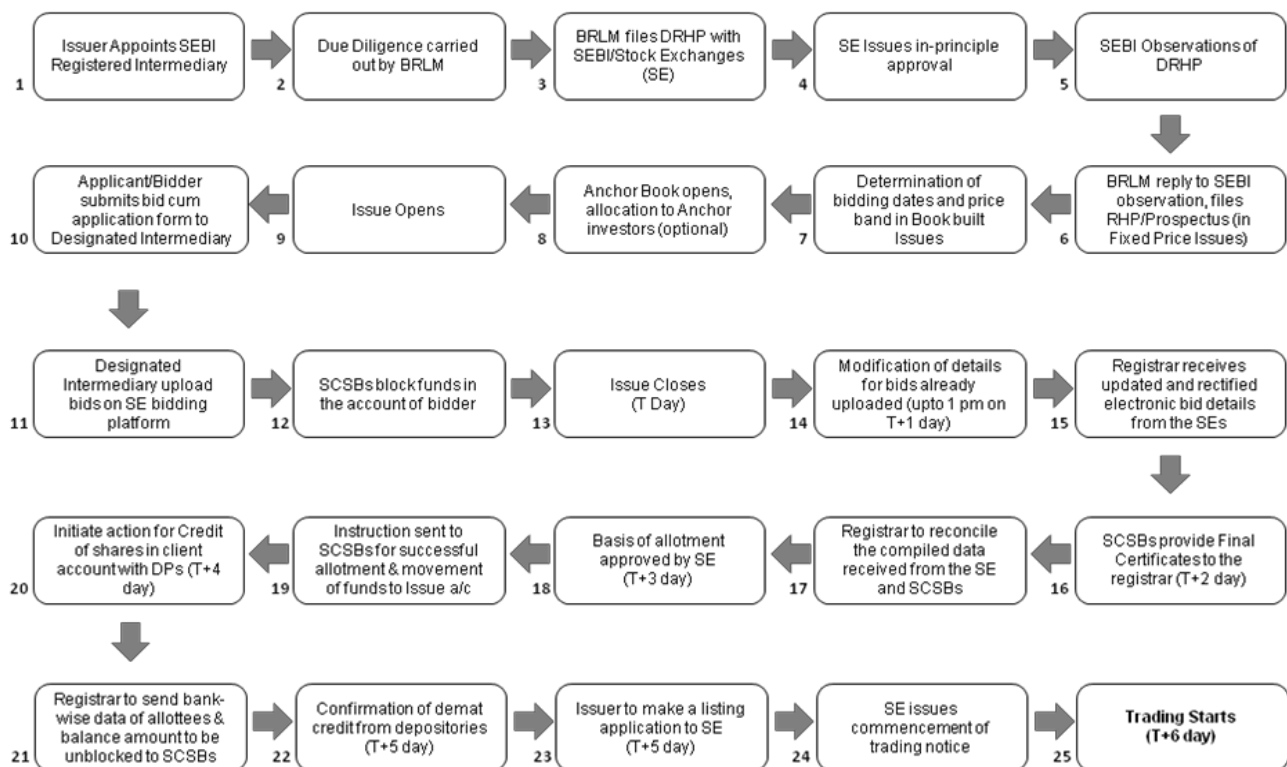 Issuer Appoints SEBI
Registered Intermediary
1
Due Diligence carried
out by BRLM
2
BRLM files DRHP with
SEBI/Stock Exchanges
(SE)
3
SE Issues in-principle
approval
4
SEBI Observations of
DRHP
5
BRLM reply to SEBI
observation, files
RHP/Prospectus (in
Fixed Price Issues)
6
Determination of
bidding dates and price
band in Book built
Issues
7
Anchor Book opens,
allocation to Anchor
investors (optional)
8
Issue Opens
9
Applicant/Bidder
submits bid cum
application form to
Designated Intermediary
10
Designated
Intermediary upload
bids on SE bidding
platform
11
SCSBs block funds in
the account of bidder
12
Issue Closes
(T Day)
13
Modification of details
for bids already
uploaded (upto 1 pm on
T+1 day)
14
Registrar receives
updated and rectified
electronic bid details
from the SEs
15
SCSBs provide Final
Certificates to the
registrar (T+2 day)
16
Registrar to reconcile
the compiled data
received from the SE
and SCSBs
17
Basis of allotment
approved by SE
(T+3 day)
18
Instruction sent to
SCSBs for successful
allotment & movement
of funds to Issue a/c
19
Initiate action for Credit
of shares in client
account with DPs (T+4
day)
20
Registrar to send bank-
wise data of allottees &
balance amount to be
unblocked to SCSBs
21
Confirmation of demat
credit from depositories
(T+5 day)
22
Issuer to make a listing
application to SE
(T+5 day)
23
SE issues
commencement of
trading notice
24
Trading Starts
(T+6 day)
25